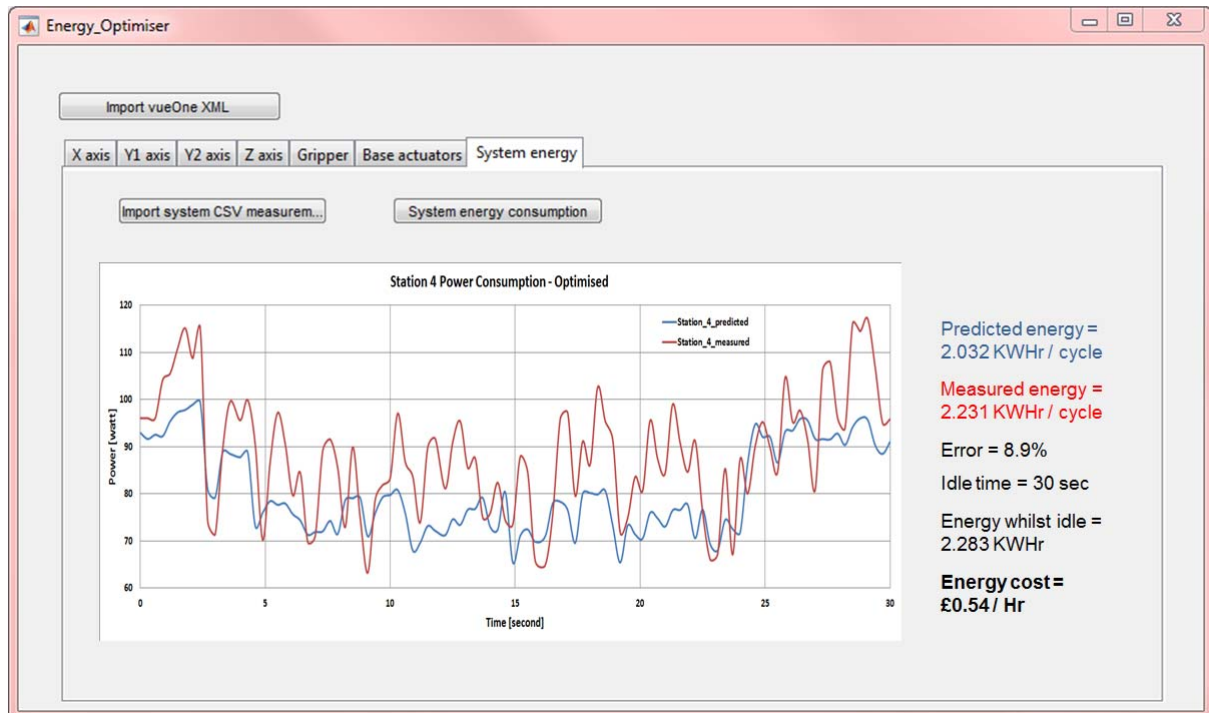 Energy_Optimiser
Import vueOne XML
X axis Y1 axis Y2 axis Z axis Gripper Base actuators System energy
Import system CSV measurem... System energy consumption
Station 4 Power Consumption - Optimised
120
110
100
90
80
70
60
Power [watt]
Station_4_predicted
Station_4_measured
0 5 10 15 20 25 30
Time [second]
Predicted energy =
2.032 KWHr / cycle
Measured energy =
2.231 KWHr / cycle
Error = 8.9%
Idle time = 30 sec
Energy whilst idle =
2.283 KWHr
Energy cost =
£0.54 / Hr